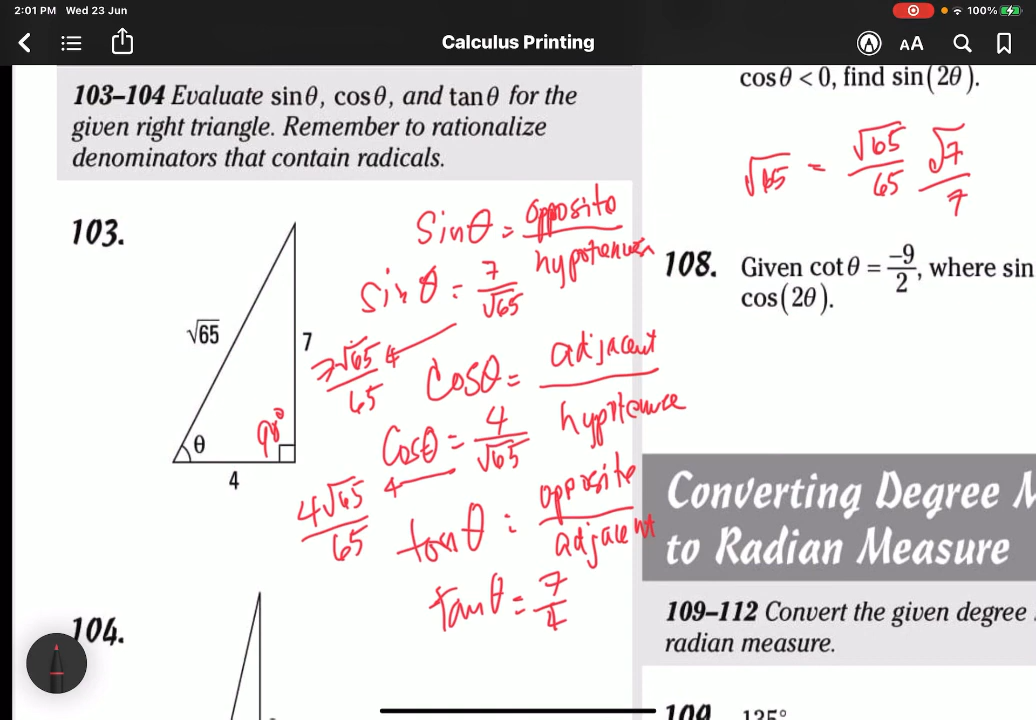 2:01 PM Wed 23 Jun
100%
Calculus Printing
AA
103–104 Evaluate sinθ, cosθ, and tanθ for the
given right triangle. Remember to rationalize
denominators that contain radicals.
103.
√65
7
θ
90°
4
Sinθ = opposite/hypotenuse
sinθ = 7/√65
7√65/65
Cosθ = adjacent/hyptenuce
Cosθ = 4/√65
4√65/65
tanθ = opposite/adjacent
tanθ = 7/4
104.
cosθ < 0, find sin(2θ).
√65 = √65/65 √7/7
108. Given cotθ = −9/2, where sin
cos(2θ).
Converting Degree M
to Radian Measure
109–112 Convert the given degree
radian measure.
109 135°